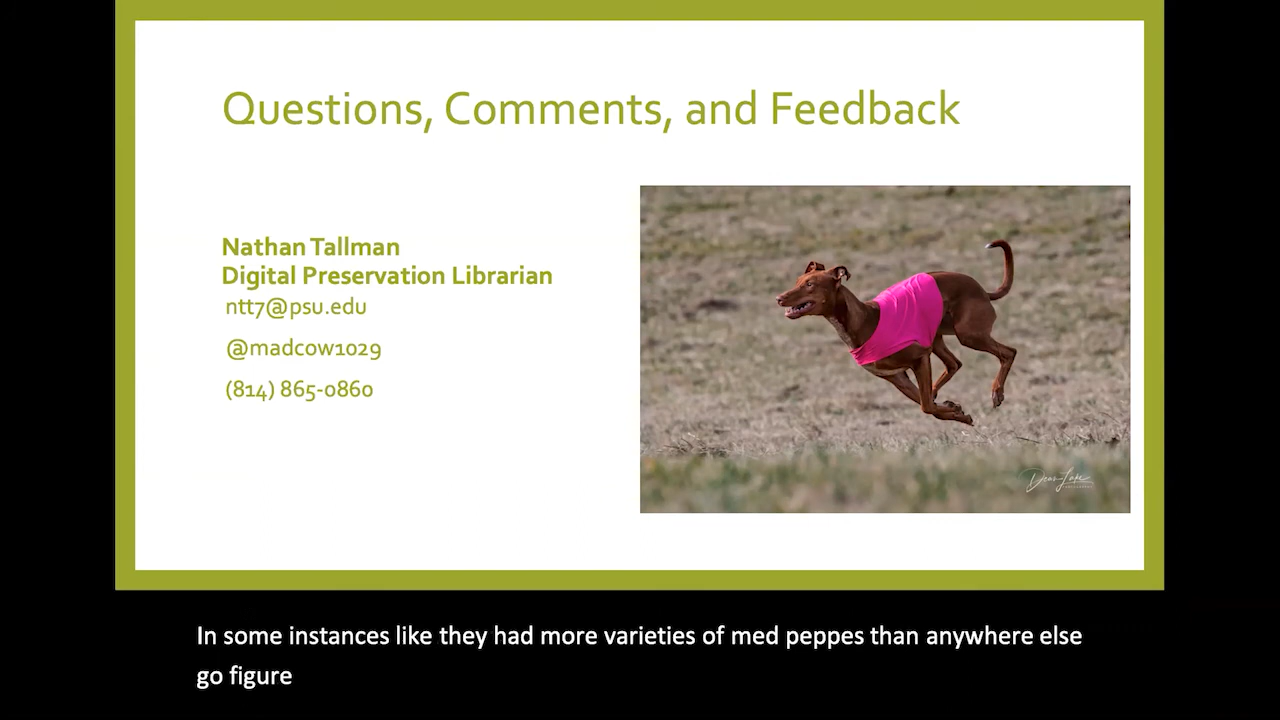 Questions, Comments, and Feedback
Nathan Tallman
Digital Preservation Librarian
ntt7@psu.edu
@madcow1029
(814) 865-0860
In some instances like they had more varieties of med peppes than anywhere else
go figure